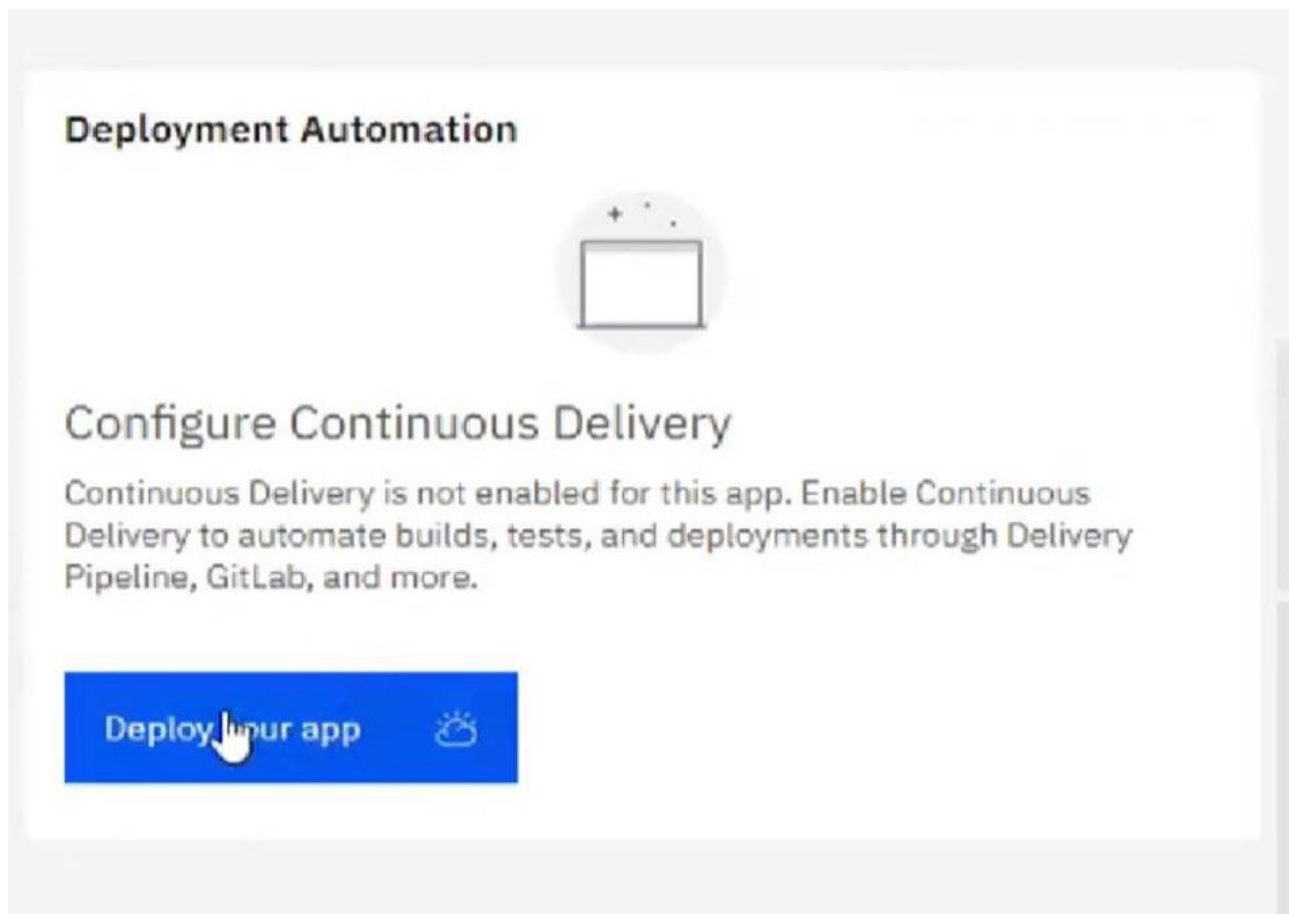 Deployment Automation
Configure Continuous Delivery
Continuous Delivery is not enabled for this app. Enable Continuous
Delivery to automate builds, tests, and deployments through Delivery
Pipeline, GitLab, and more.
Deploy your app